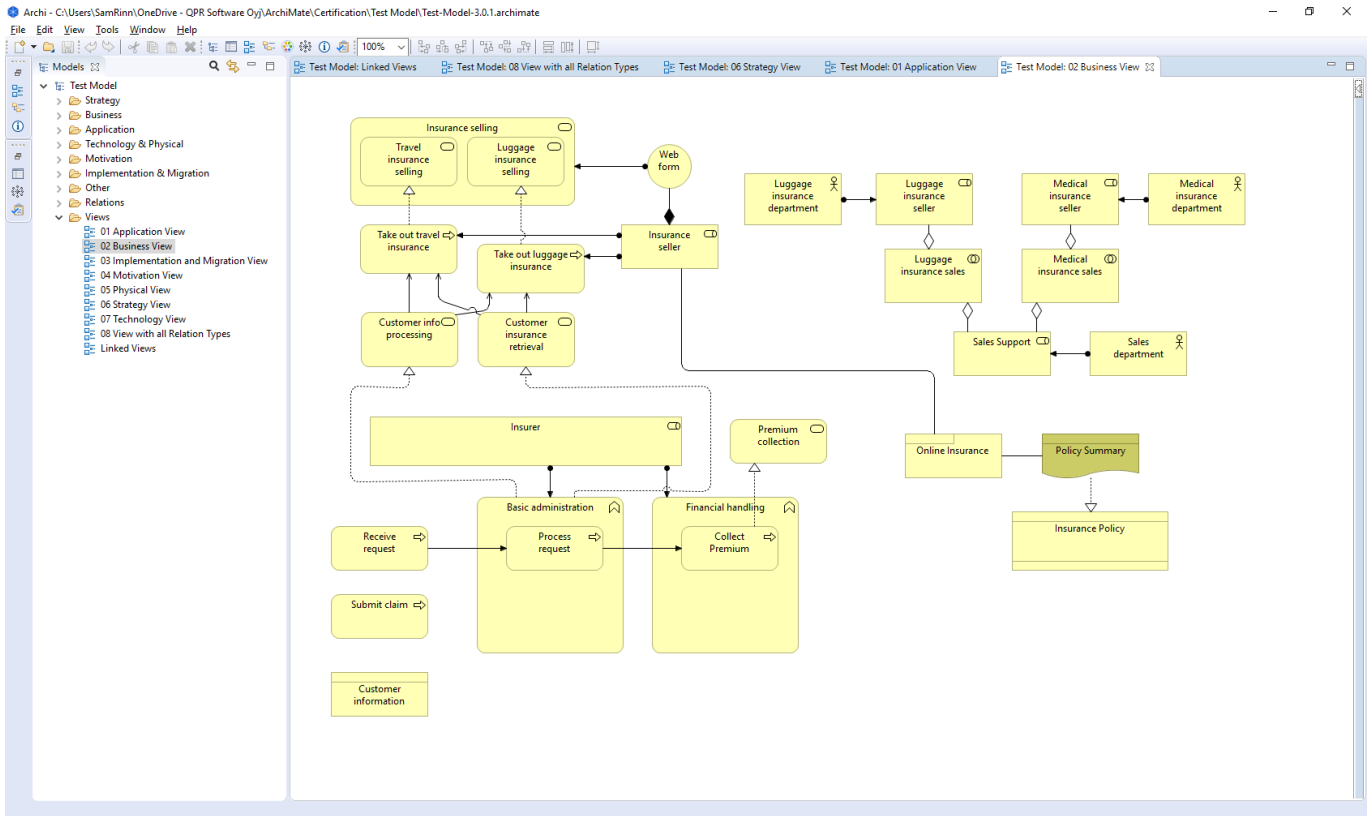 Archi - C:\Users\SamRinn\OneDrive - QPR Software Oyj\ArchiMate\Certification\Test Model\Test-Model-3.0.1.archimate
File Edit View Tools Window Help
100%
Models
Test Model
Strategy
Business
Application
Technology & Physical
Motivation
Implementation & Migration
Other
Relations
Views
01 Application View
02 Business View
03 Implementation and Migration View
04 Motivation View
05 Physical View
06 Strategy View
07 Technology View
08 View with all Relation Types
Linked Views
Test Model: Linked Views
Test Model: 08 View with all Relation Types
Test Model: 06 Strategy View
Test Model: 01 Application View
Test Model: 02 Business View
Insurance selling
Travel
insurance
selling
Luggage
insurance
selling
Web
form
Luggage
insurance
department
Luggage
insurance
seller
Medical
insurance
seller
Medical
insurance
department
Take out travel
insurance
Take out luggage
insurance
Insurance
seller
Luggage
insurance sales
Medical
insurance sales
Customer info
processing
Customer
insurance
retrieval
Sales Support
Sales
department
Insurer
Premium
collection
Online Insurance
Policy Summary
Basic administration
Financial handling
Insurance Policy
Receive
request
Process
request
Collect
Premium
Submit claim
Customer
information